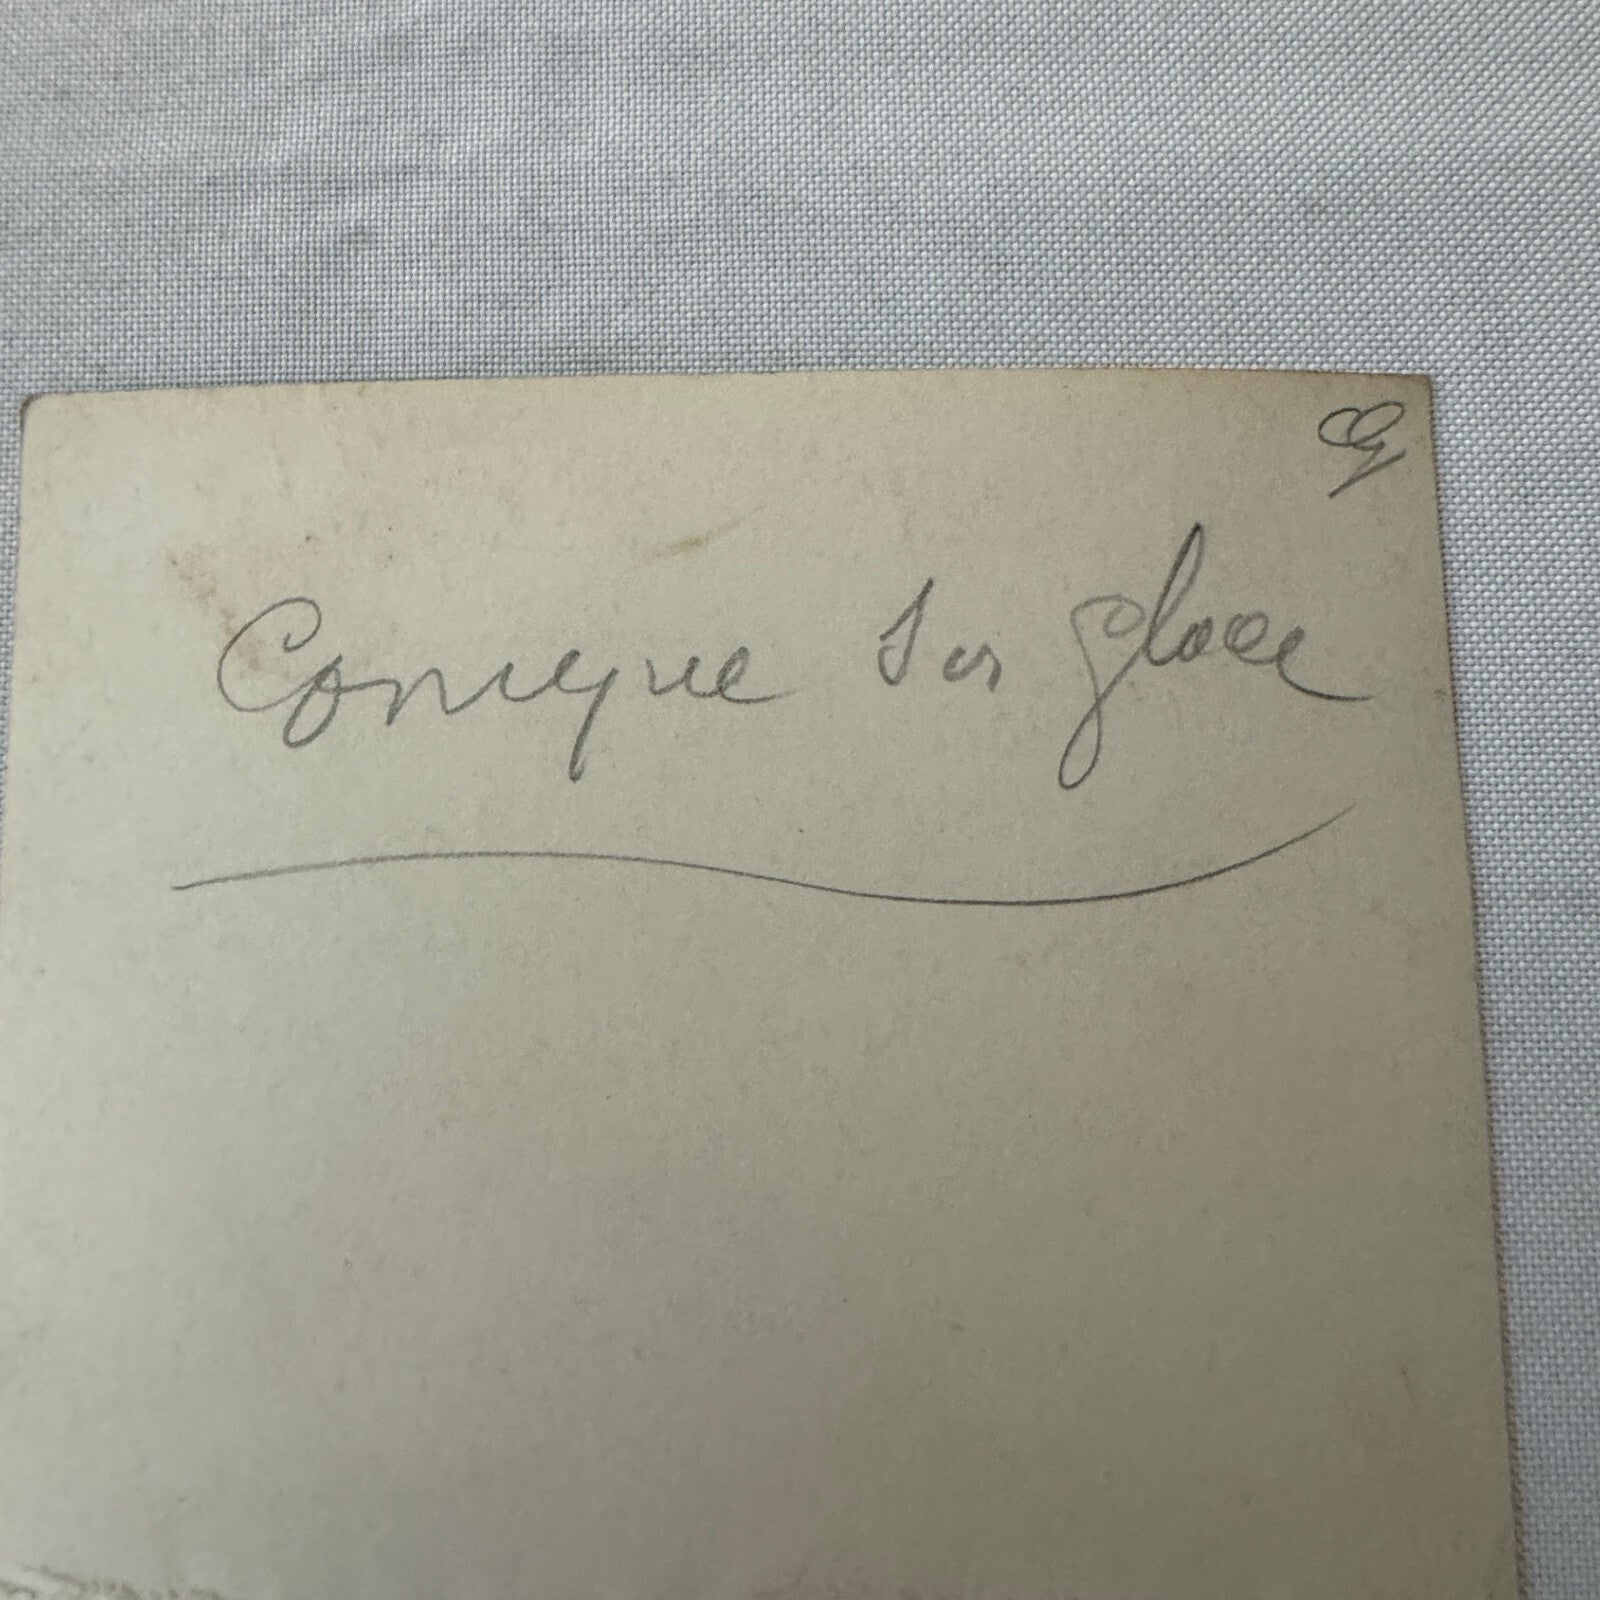 Comique sur glace